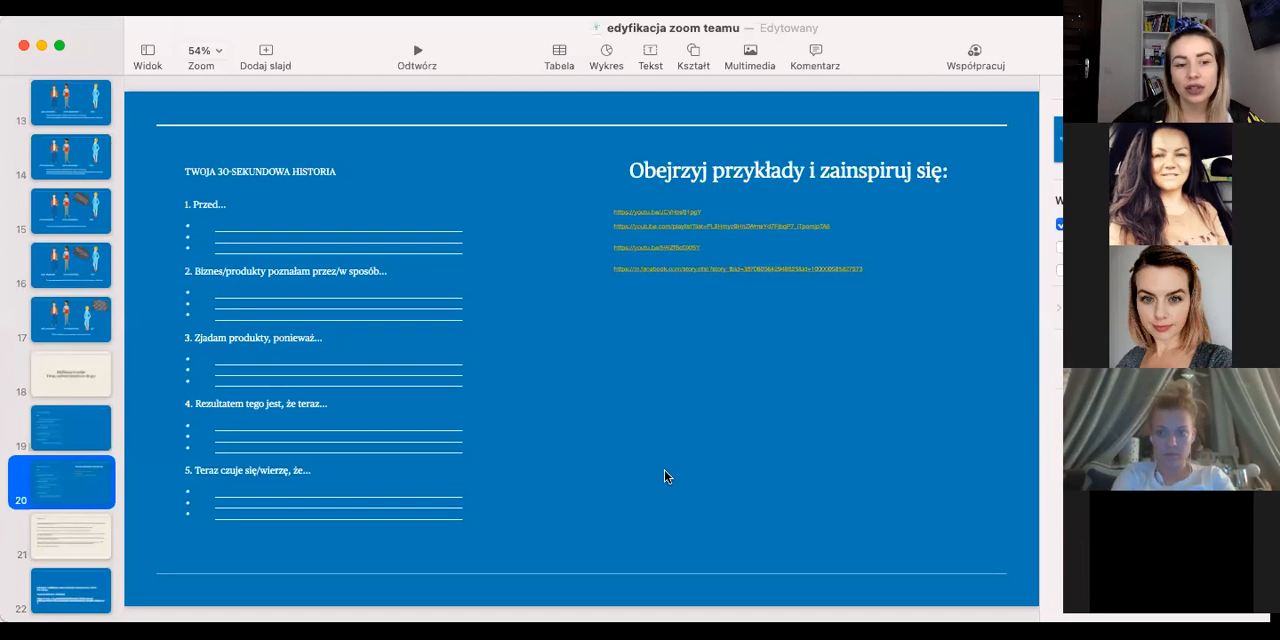 edyfikacja zoom teamu — Edytowany
54%
Widok
Zoom
Dodaj slajd
Odtwórz
Tabela
Wykres
Tekst
Kształt
Multimedia
Komentarz
Współpracuj
13
14
15
16
17
18
19
20
21
22
TWOJA 30-SEKUNDOWA HISTORIA
1. Przed...
2. Biznes/produkty poznałam przez/w sposób...
3. Zjadam produkty, ponieważ...
4. Rezultatem tego jest, że teraz...
5. Teraz czuje się/wierzę, że...
Obejrzyj przykłady i zainspiruj się: